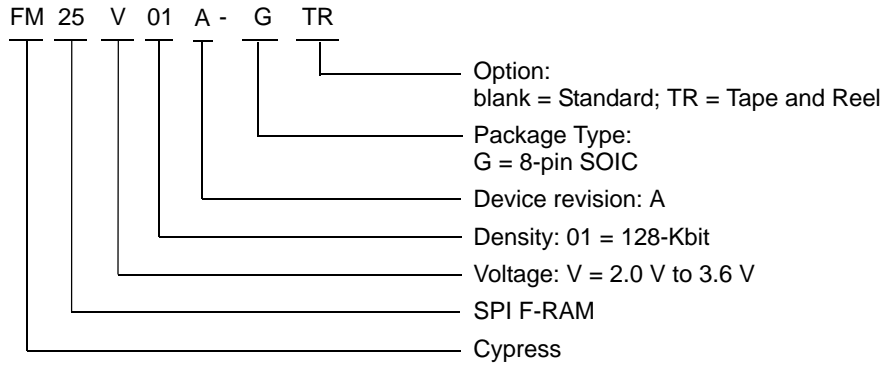 FM 25 V 01 A - G TR
Option:
blank = Standard; TR = Tape and Reel
Package Type:
G = 8-pin SOIC
Device revision: A
Density: 01 = 128-Kbit
Voltage: V = 2.0 V to 3.6 V
SPI F-RAM
Cypress